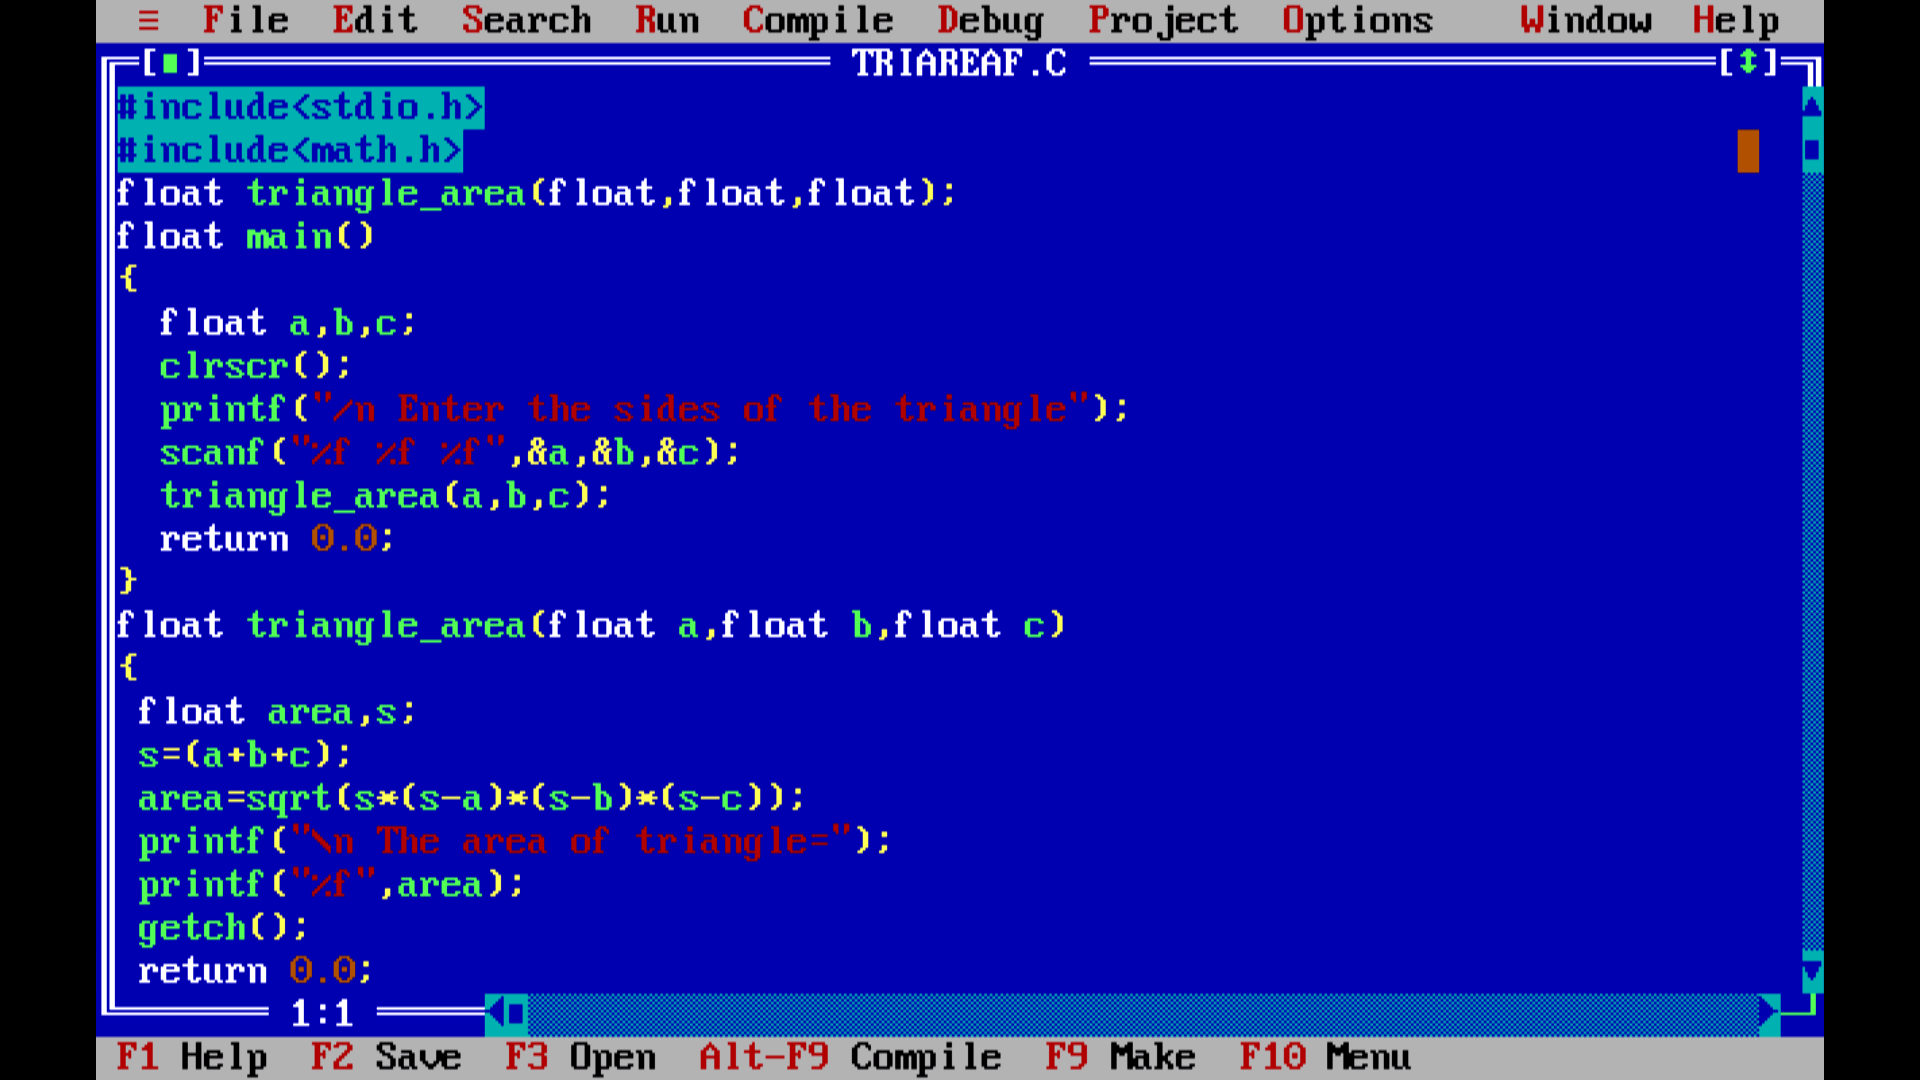 ≡ File Edit Search Run Compile Debug Project Options Window Help
[■] TRIAREAF.C [↕]
#include<stdio.h>
#include<math.h>
float triangle_area(float,float,float);
float main()
{
  float a,b,c;
  clrscr();
  printf("/n Enter the sides of the triangle");
  scanf("%f %f %f",&a,&b,&c);
  triangle_area(a,b,c);
  return 0.0;
}
float triangle_area(float a,float b,float c)
{
 float area,s;
 s=(a+b+c);
 area=sqrt(s*(s-a)*(s-b)*(s-c));
 printf("\n The area of triangle=");
 printf("%f",area);
 getch();
 return 0.0;
1:1
F1 Help F2 Save F3 Open Alt-F9 Compile F9 Make F10 Menu